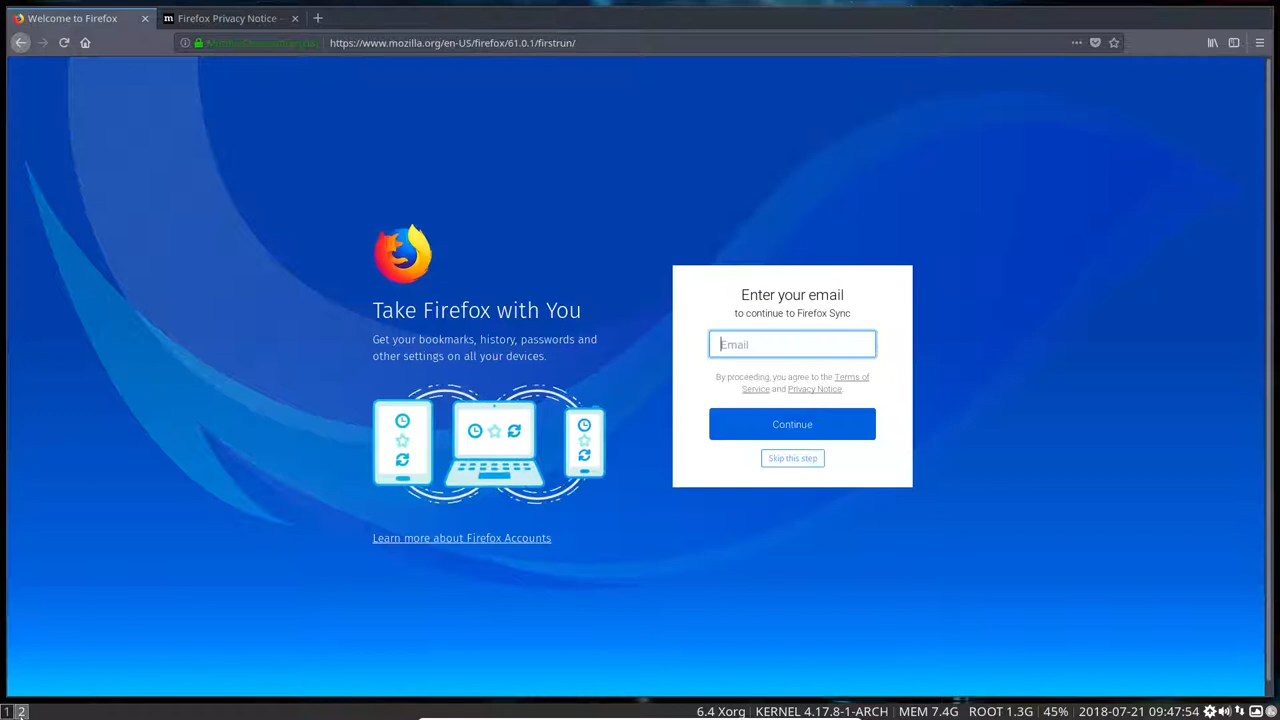 Welcome to Firefox
m Firefox Privacy Notice –
https://www.mozilla.org/en-US/firefox/61.0.1/firstrun/
Take Firefox with You
Get your bookmarks, history, passwords and
other settings on all your devices.
Learn more about Firefox Accounts
Enter your email
to continue to Firefox Sync
Email
By proceeding, you agree to the Terms of
Service and Privacy Notice.
Continue
Skip this step
1 2
6.4 Xorg KERNEL 4.17.8-1-ARCH MEM 7.4G ROOT 1.3G 45% 2018-07-21 09:47:54